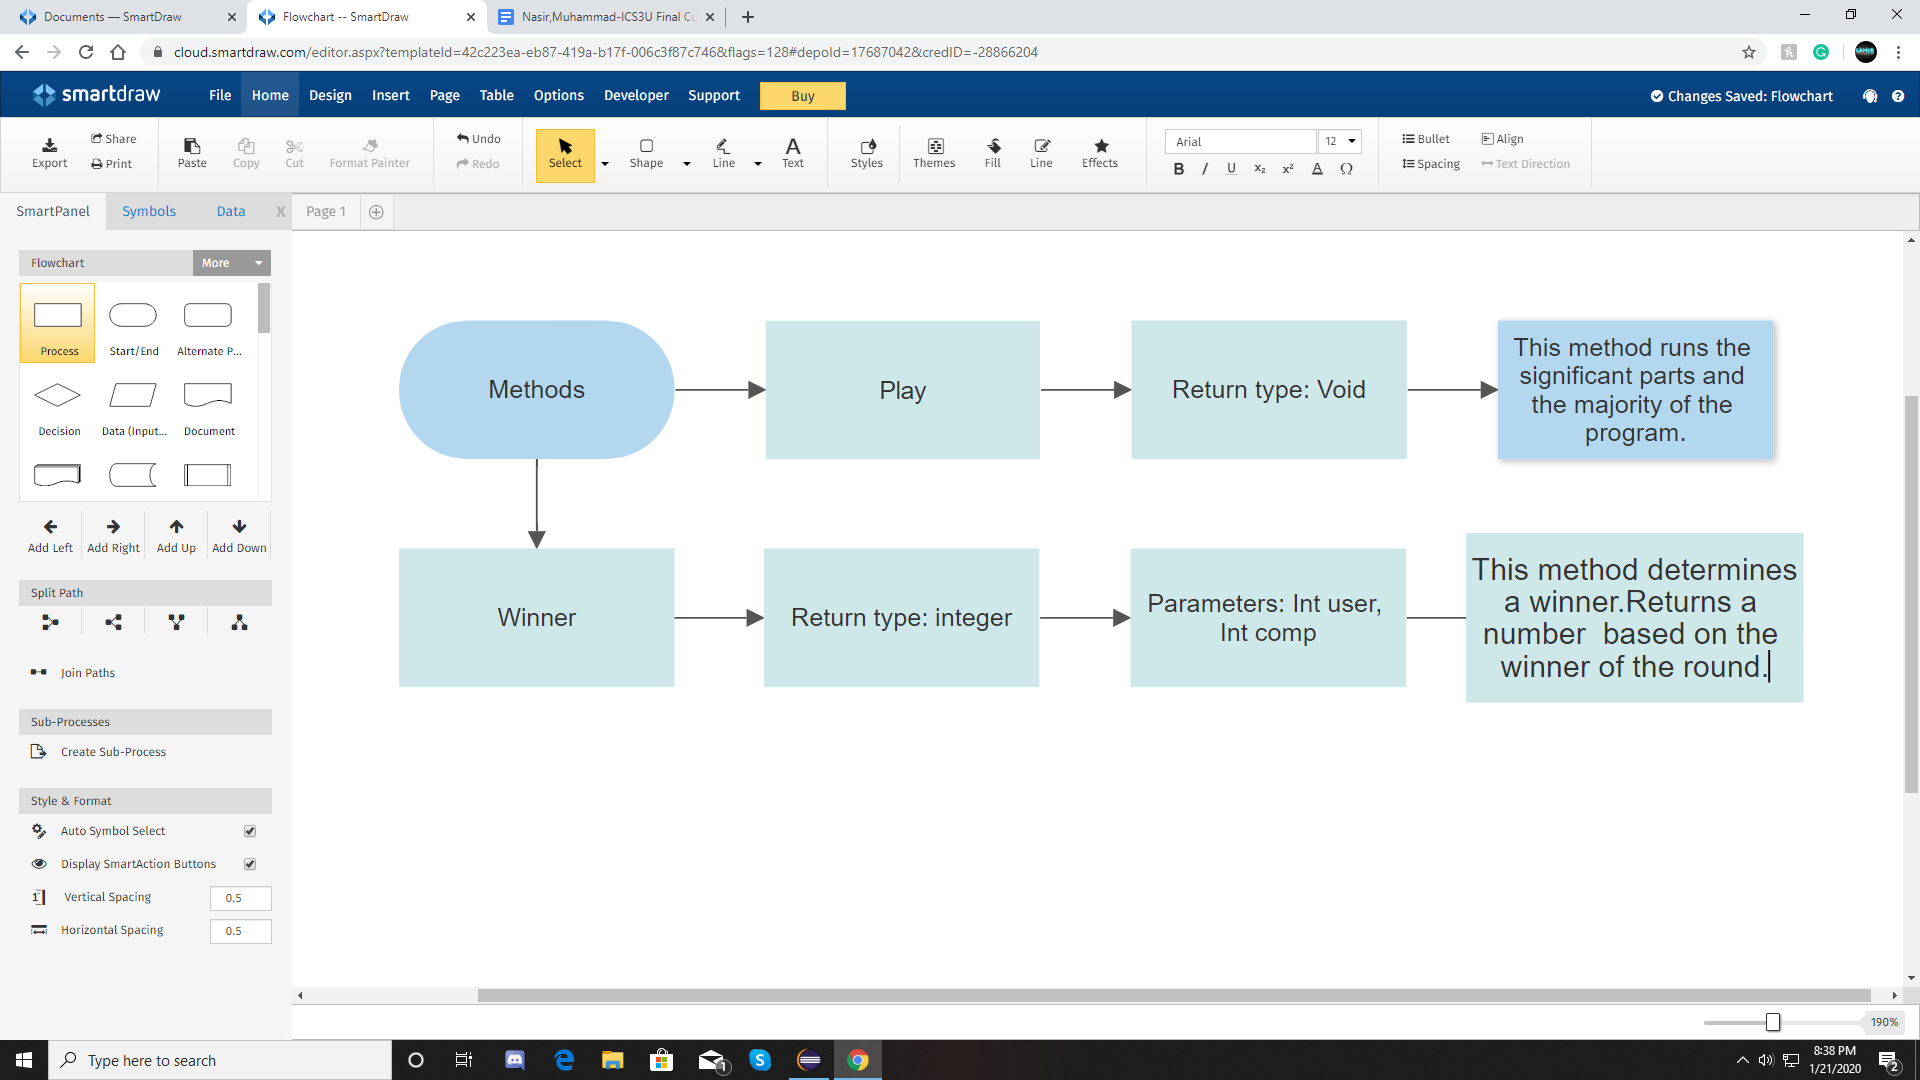 Documents — SmartDraw
Flowchart -- SmartDraw
Nasir,Muhammad-ICS3U Final Cu
cloud.smartdraw.com/editor.aspx?templateId=42c223ea-eb87-419a-b17f-006c3f87c746&flags=128#depoId=17687042&credID=-28866204
smartdraw File Home Design Insert Page Table Options Developer Support Buy Changes Saved: Flowchart
Export Share Print Paste Copy Cut Format Painter Undo Redo Select Shape Line A Text Styles Themes Fill Line Effects
Arial 12
B I U x₂ x² A Ω
Bullet Align
Spacing Text Direction
SmartPanel Symbols Data X Page 1
Flowchart More
Process Start/End Alternate P...
Decision Data (Input... Document
Add Left Add Right Add Up Add Down
Split Path
Join Paths
Sub-Processes
Create Sub-Process
Style & Format
Auto Symbol Select
Display SmartAction Buttons
Vertical Spacing 0.5
Horizontal Spacing 0.5
Methods
Play
Return type: Void
This method runs the
significant parts and
the majority of the
program.
Winner
Return type: integer
Parameters: Int user,
Int comp
This method determines
a winner.Returns a
number  based on the
winner of the round.
190%
Type here to search
1
8:38 PM
1/21/2020
2